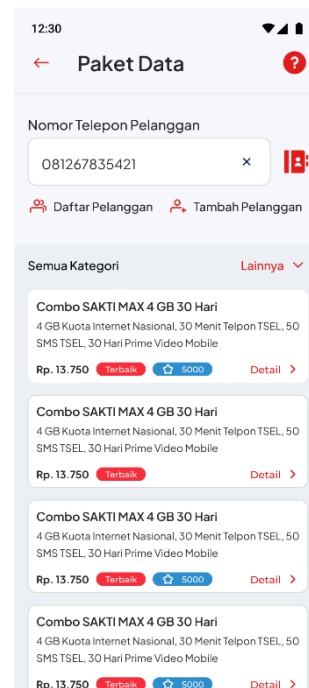 12:30
Paket Data
?
Nomor Telepon Pelanggan
081267835421
Daftar Pelanggan
Tambah Pelanggan
Semua Kategori
Lainnya
Combo SAKTI MAX 4 GB 30 Hari
4 GB Kuota Internet Nasional, 30 Menit Telpon TSEL, 50
SMS TSEL, 30 Hari Prime Video Mobile
Rp. 13.750 Terbaik 5000 Detail
Combo SAKTI MAX 4 GB 30 Hari
4 GB Kuota Internet Nasional, 30 Menit Telpon TSEL, 50
SMS TSEL, 30 Hari Prime Video Mobile
Rp. 13.750 Terbaik Detail
Combo SAKTI MAX 4 GB 30 Hari
4 GB Kuota Internet Nasional, 30 Menit Telpon TSEL, 50
SMS TSEL, 30 Hari Prime Video Mobile
Rp. 13.750 Terbaik 5000 Detail
Combo SAKTI MAX 4 GB 30 Hari
4 GB Kuota Internet Nasional, 30 Menit Telpon TSEL, 50
SMS TSEL, 30 Hari Prime Video Mobile
Rp. 13.750 Terbaik 5000 Detail